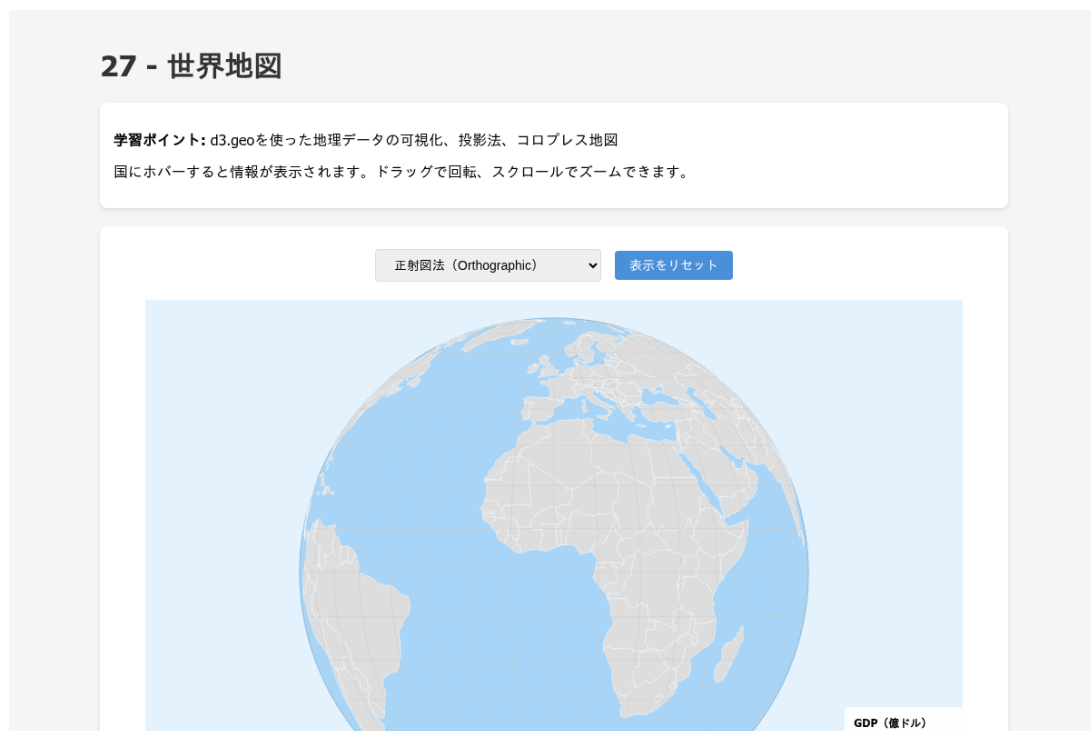 27 - 世界地図
学習ポイント: d3.geoを使った地理データの可視化、投影法、コロプレス地図
国にホバーすると情報が表示されます。ドラッグで回転、スクロールでズームできます。
正射図法（Orthographic）
表示をリセット
GDP（億ドル）